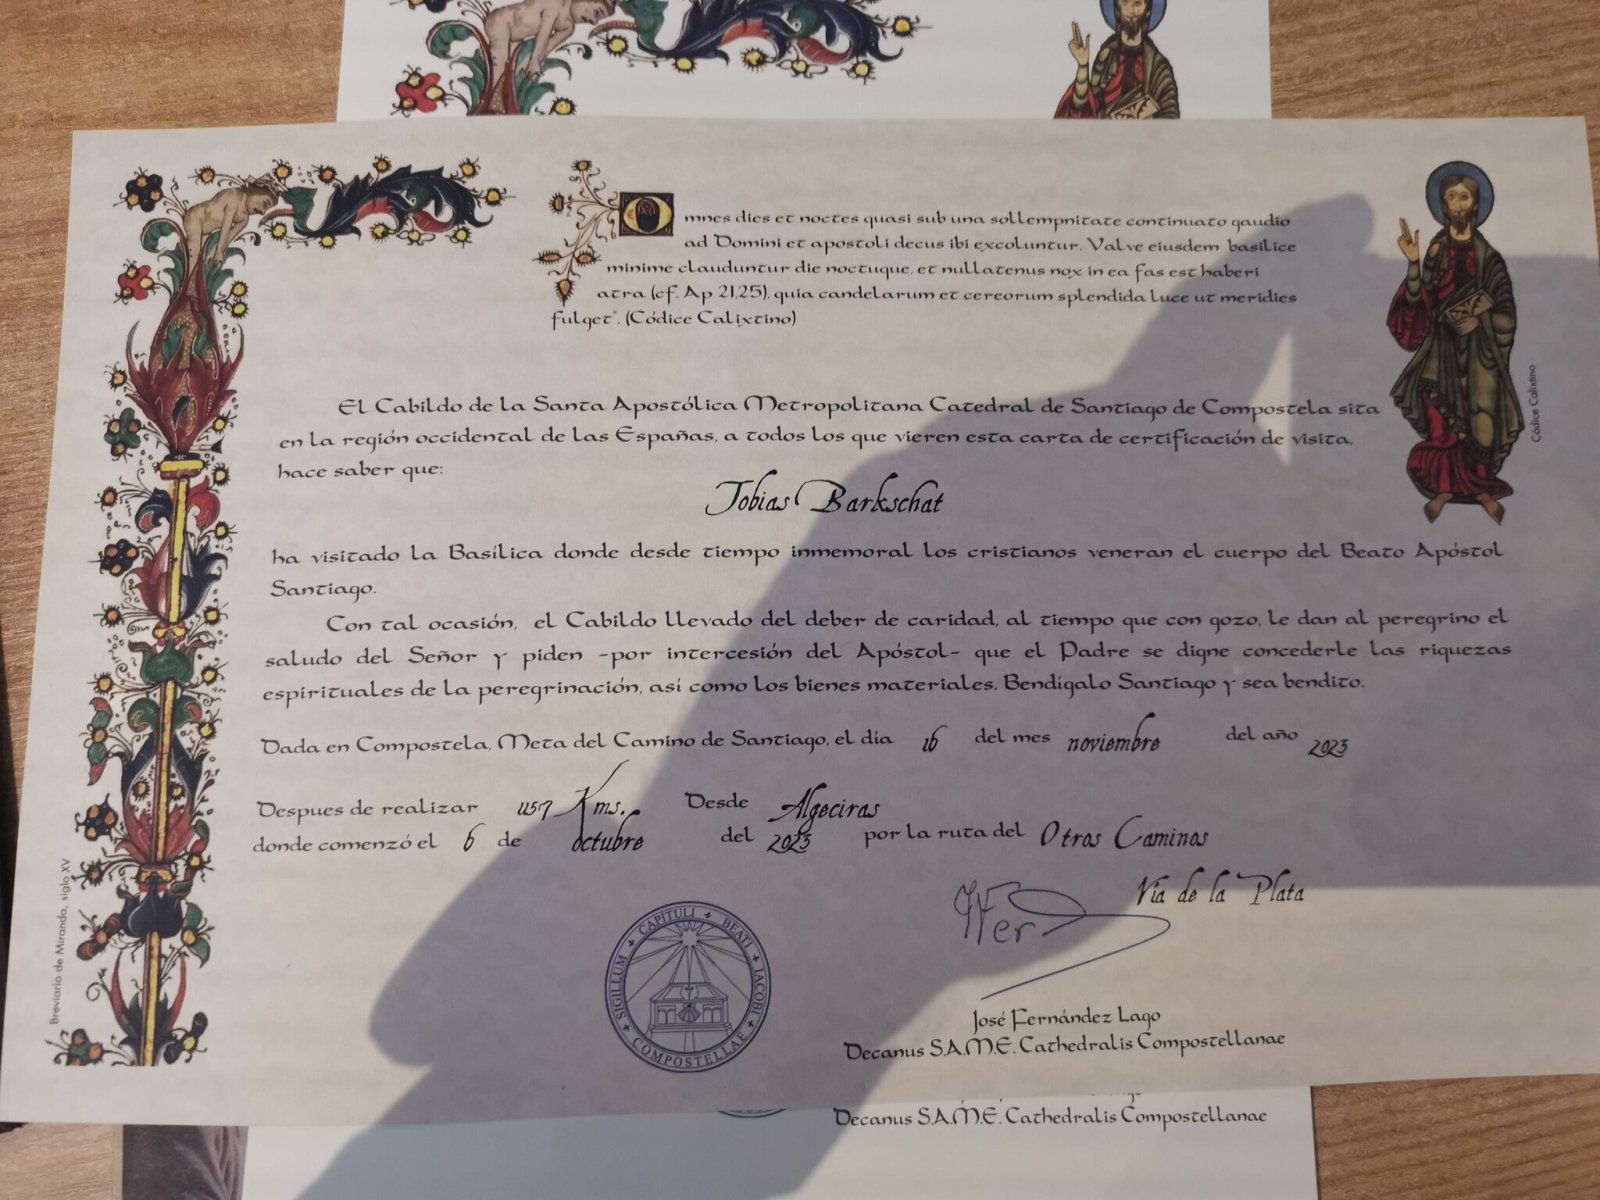 Omnes dies et noctes quasi sub una sollempnitate continuato gaudio
ad Domini et apostoli decus ibi excoluntur. Valve eiusdem basilice
minime clauduntur die noctuque, et nullatenus nox in ea fas est haberi
atra (cf. Ap 21,25), quia candelarum et cereorum splendida luce ut meridies
fulget". (Códice Calixtino)
Códice Calixtino
El Cabildo de la Santa Apostólica Metropolitana Catedral de Santiago de Compostela sita
en la región occidental de las Españas, a todos los que vieren esta carta de certificación de visita,
hace saber que:
Tobias Barkschat
ha visitado la Basílica donde desde tiempo inmemoral los cristianos veneran el cuerpo del Beato Apóstol
Santiago.
Con tal ocasión, el Cabildo llevado del deber de caridad, al tiempo que con gozo, le dan al peregrino el
saludo del Señor y piden -por intercesión del Apóstol- que el Padre se digne concederle las riquezas
espirituales de la peregrinación, así como los bienes materiales. Bendígalo Santiago y sea bendito.
Dada en Compostela, Meta del Camino de Santiago, el día 16 del mes noviembre del año 2023
Despues de realizar 1157 Kms. Desde Algeciras
donde comenzó el 6 de octubre del 2023 por la ruta del Otros Caminos
Vía de la Plata
Breviario de Miranda, siglo XV
SIGILLUM + CAPITULI + BEATI + IACOBI + COMPOSTELLAE +
José Fernández Lago
Decanus S.A.M.E. Cathedralis Compostellanae
Decanus S.A.M.E. Cathedralis Compostellanae